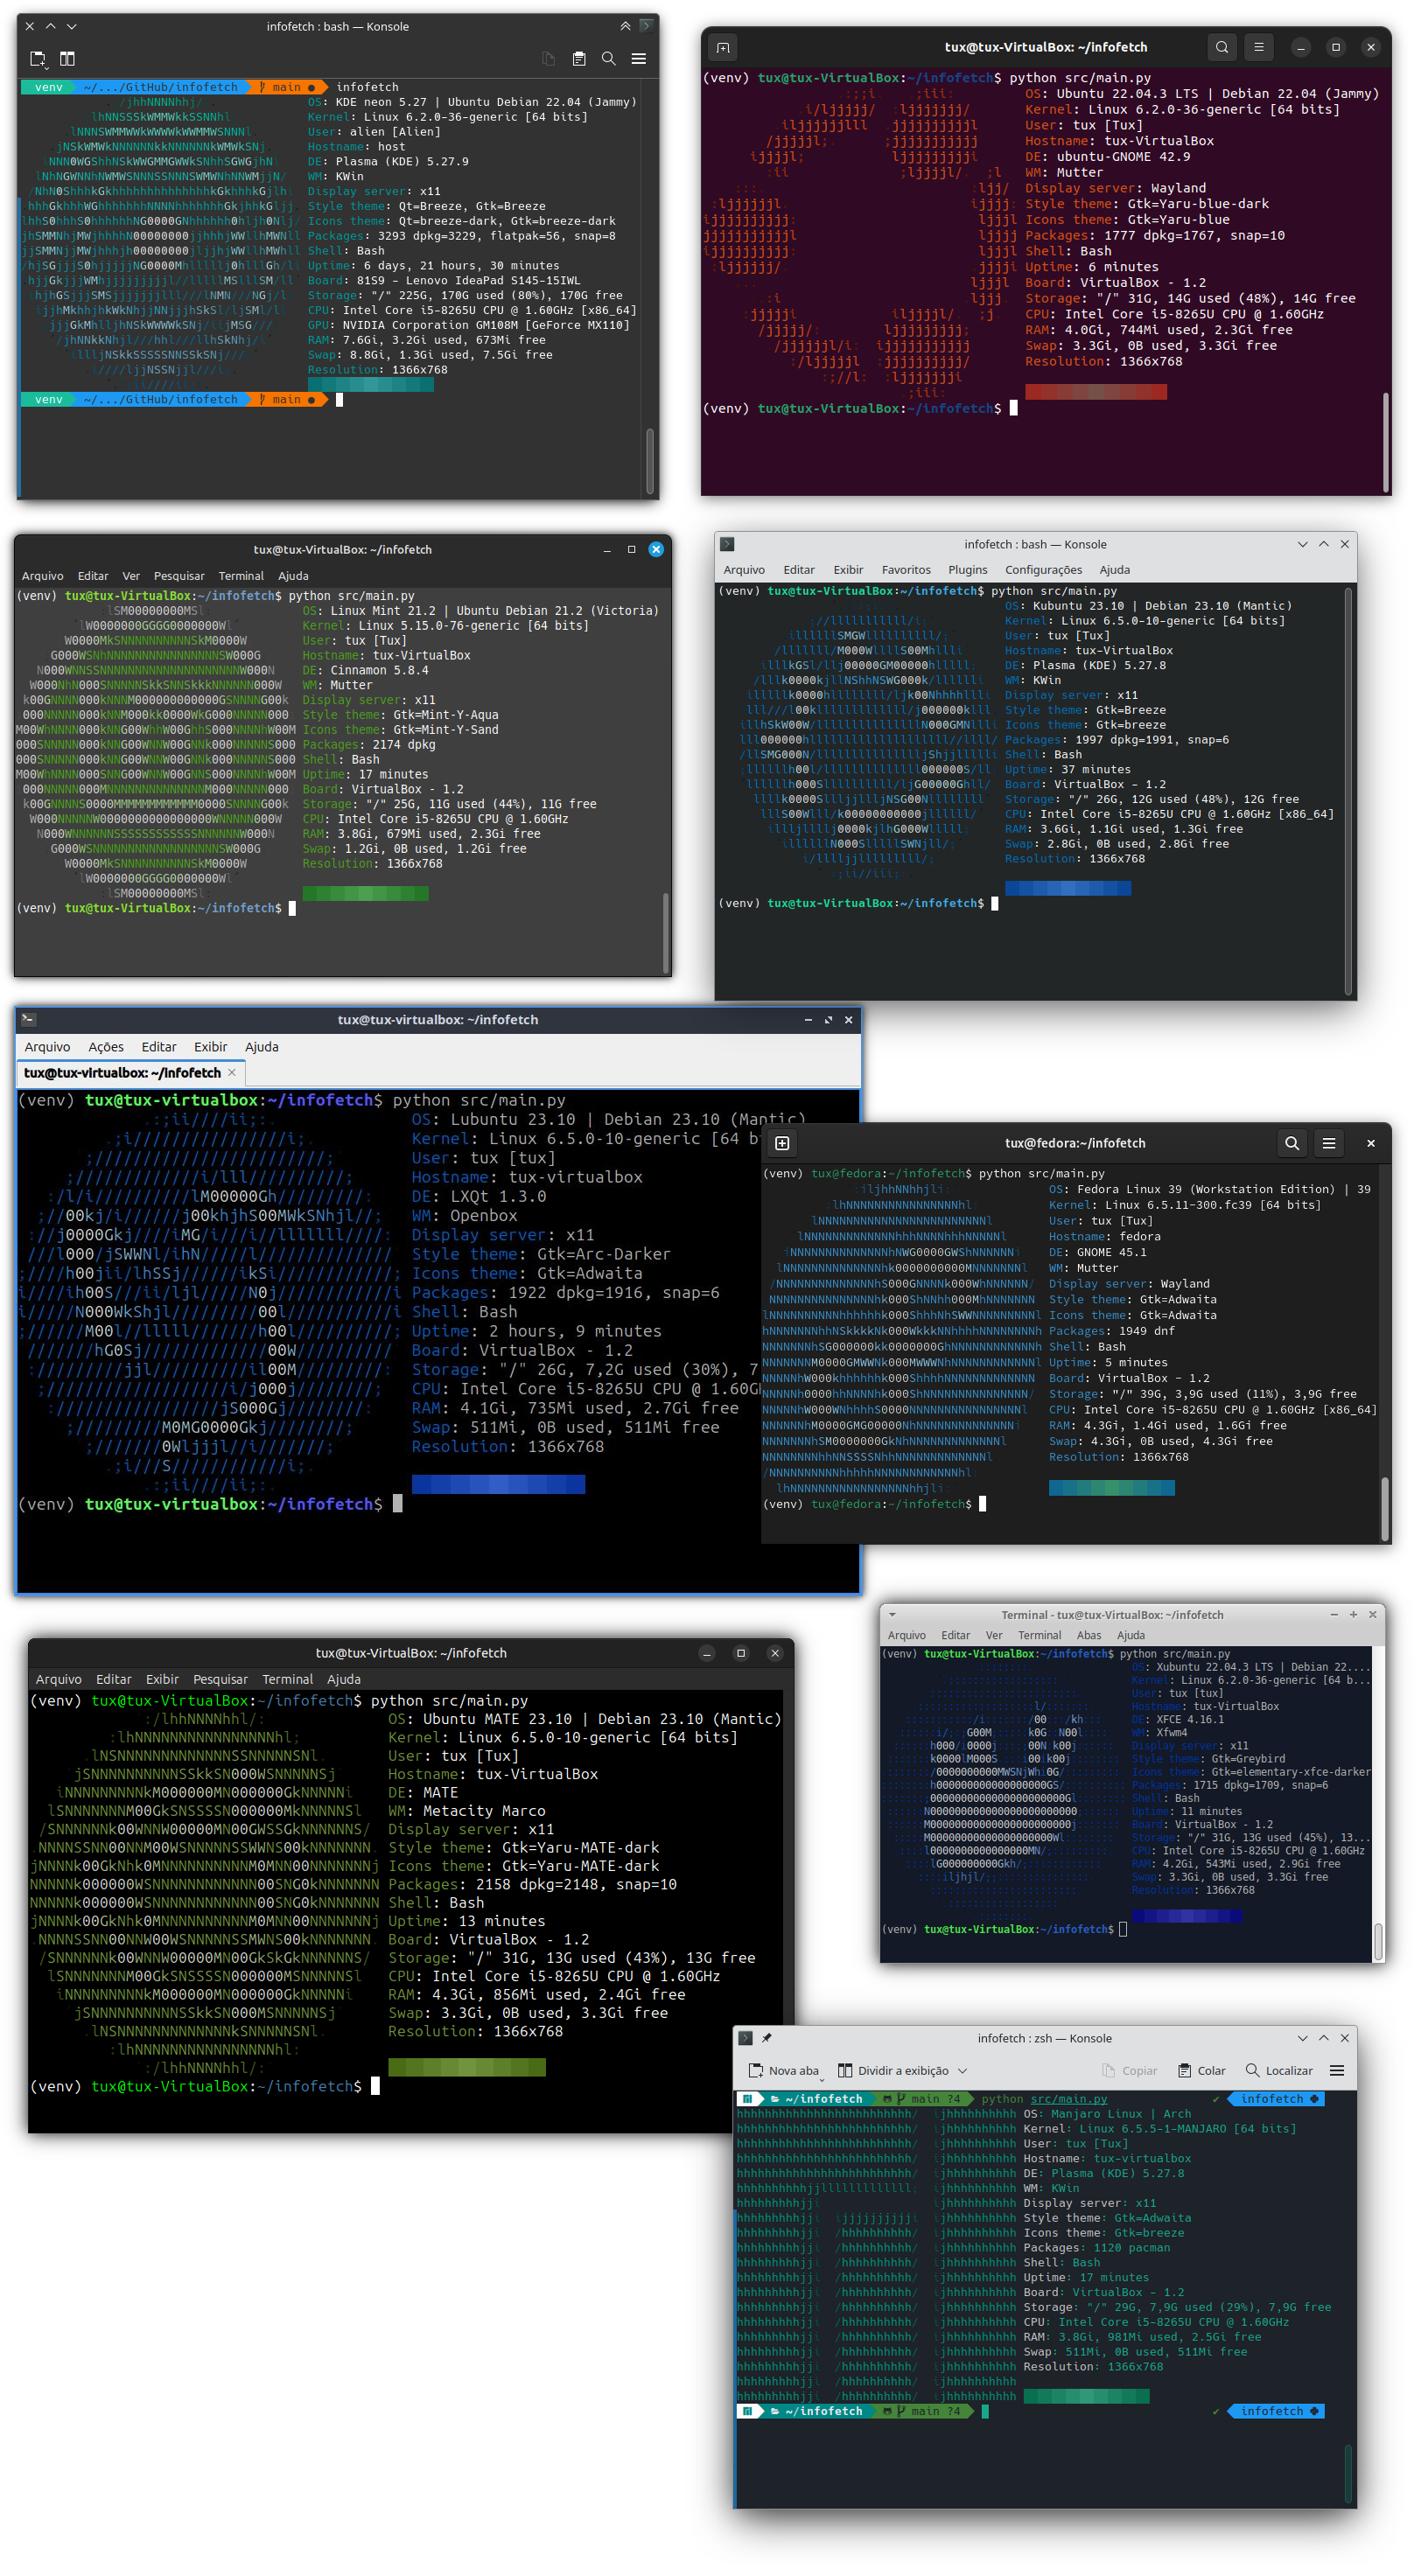 infofetch : bash — Konsole
venv ~/.../GitHub/infofetch main ● infofetch
OS: KDE neon 5.27 | Ubuntu Debian 22.04 (Jammy)
Kernel: Linux 6.2.0-36-generic [64 bits]
User: alien [Alien]
Hostname: host
DE: Plasma (KDE) 5.27.9
WM: KWin
Display server: x11
Style theme: Qt=Breeze, Gtk=Breeze
Icons theme: Qt=breeze-dark, Gtk=breeze-dark
Packages: 3293 dpkg=3229, flatpak=56, snap=8
Shell: Bash
Uptime: 6 days, 21 hours, 30 minutes
Board: 81S9 - Lenovo IdeaPad S145-15IWL
Storage: "/" 225G, 170G used (80%), 170G free
CPU: Intel Core i5-8265U CPU @ 1.60GHz [x86_64]
GPU: NVIDIA Corporation GM108M [GeForce MX110]
RAM: 7.6Gi, 3.2Gi used, 673Mi free
Swap: 8.8Gi, 1.3Gi used, 7.5Gi free
Resolution: 1366x768
venv ~/.../GitHub/infofetch main ●
tux@tux-VirtualBox: ~/infofetch
(venv) tux@tux-VirtualBox:~/infofetch$ python src/main.py
OS: Ubuntu 22.04.3 LTS | Debian 22.04 (Jammy)
Kernel: Linux 6.2.0-36-generic [64 bits]
User: tux [Tux]
Hostname: tux-VirtualBox
DE: ubuntu-GNOME 42.9
WM: Mutter
Display server: Wayland
Style theme: Gtk=Yaru-blue-dark
Icons theme: Gtk=Yaru-blue
Packages: 1777 dpkg=1767, snap=10
Shell: Bash
Uptime: 6 minutes
Board: VirtualBox - 1.2
Storage: "/" 31G, 14G used (48%), 14G free
CPU: Intel Core i5-8265U CPU @ 1.60GHz
RAM: 4.0Gi, 744Mi used, 2.3Gi free
Swap: 3.3Gi, 0B used, 3.3Gi free
Resolution: 1366x768
(venv) tux@tux-VirtualBox:~/infofetch$
tux@tux-VirtualBox: ~/infofetch
Arquivo Editar Ver Pesquisar Terminal Ajuda
(venv) tux@tux-VirtualBox:~/infofetch$ python src/main.py
OS: Linux Mint 21.2 | Ubuntu Debian 21.2 (Victoria)
Kernel: Linux 5.15.0-76-generic [64 bits]
User: tux [Tux]
Hostname: tux-VirtualBox
DE: Cinnamon 5.8.4
WM: Mutter
Display server: x11
Style theme: Gtk=Mint-Y-Aqua
Icons theme: Gtk=Mint-Y-Sand
Packages: 2174 dpkg
Shell: Bash
Uptime: 17 minutes
Board: VirtualBox - 1.2
Storage: "/" 25G, 11G used (44%), 11G free
CPU: Intel Core i5-8265U CPU @ 1.60GHz
RAM: 3.8Gi, 679Mi used, 2.3Gi free
Swap: 1.2Gi, 0B used, 1.2Gi free
Resolution: 1366x768
(venv) tux@tux-VirtualBox:~/infofetch$
infofetch : bash — Konsole
Arquivo Editar Exibir Favoritos Plugins Configurações Ajuda
(venv) tux@tux-VirtualBox:~/infofetch$ python src/main.py
OS: Kubuntu 23.10 | Debian 23.10 (Mantic)
Kernel: Linux 6.5.0-10-generic [64 bits]
User: tux [Tux]
Hostname: tux-VirtualBox
DE: Plasma (KDE) 5.27.8
WM: KWin
Display server: x11
Style theme: Gtk=Breeze
Icons theme: Gtk=breeze
Packages: 1997 dpkg=1991, snap=6
Shell: Bash
Uptime: 37 minutes
Board: VirtualBox - 1.2
Storage: "/" 26G, 12G used (48%), 12G free
CPU: Intel Core i5-8265U CPU @ 1.60GHz [x86_64]
RAM: 3.6Gi, 1.1Gi used, 1.3Gi free
Swap: 2.8Gi, 0B used, 2.8Gi free
Resolution: 1366x768
(venv) tux@tux-VirtualBox:~/infofetch$
tux@tux-virtualbox: ~/infofetch
Arquivo Ações Editar Exibir Ajuda
tux@tux-virtualbox: ~/infofetch
(venv) tux@tux-virtualbox:~/infofetch$ python src/main.py
OS: Lubuntu 23.10 | Debian 23.10 (Mantic)
Kernel: Linux 6.5.0-10-generic [64 b
User: tux [tux]
Hostname: tux-virtualbox
DE: LXQt 1.3.0
WM: Openbox
Display server: x11
Style theme: Gtk=Arc-Darker
Icons theme: Gtk=Adwaita
Packages: 1922 dpkg=1916, snap=6
Shell: Bash
Uptime: 2 hours, 9 minutes
Board: VirtualBox - 1.2
Storage: "/" 26G, 7,2G used (30%), 7
CPU: Intel Core i5-8265U CPU @ 1.60G
RAM: 4.1Gi, 735Mi used, 2.7Gi free
Swap: 511Mi, 0B used, 511Mi free
Resolution: 1366x768
(venv) tux@tux-virtualbox:~/infofetch$
tux@fedora:~/infofetch
(venv) tux@fedora:~/infofetch$ python src/main.py
OS: Fedora Linux 39 (Workstation Edition) | 39
Kernel: Linux 6.5.11-300.fc39 [64 bits]
User: tux [Tux]
Hostname: fedora
DE: GNOME 45.1
WM: Mutter
Display server: Wayland
Style theme: Gtk=Adwaita
Icons theme: Gtk=Adwaita
Packages: 1949 dnf
Shell: Bash
Uptime: 5 minutes
Board: VirtualBox - 1.2
Storage: "/" 39G, 3,9G used (11%), 3,9G free
CPU: Intel Core i5-8265U CPU @ 1.60GHz [x86_64]
RAM: 4.3Gi, 1.4Gi used, 1.6Gi free
Swap: 4.3Gi, 0B used, 4.3Gi free
Resolution: 1366x768
(venv) tux@fedora:~/infofetch$
Terminal - tux@tux-VirtualBox: ~/infofetch
Arquivo Editar Ver Terminal Abas Ajuda
(venv) tux@tux-VirtualBox:~/infofetch$ python src/main.py
OS: Xubuntu 22.04.3 LTS | Debian 22....
Kernel: Linux 6.2.0-36-generic [64 b...
User: tux [tux]
Hostname: tux-VirtualBox
DE: XFCE 4.16.1
WM: Xfwm4
Display server: x11
Style theme: Gtk=Greybird
Icons theme: Gtk=elementary-xfce-darker
Packages: 1715 dpkg=1709, snap=6
Shell: Bash
Uptime: 11 minutes
Board: VirtualBox - 1.2
Storage: "/" 31G, 13G used (45%), 13...
CPU: Intel Core i5-8265U CPU @ 1.60GHz
RAM: 4.2Gi, 543Mi used, 2.9Gi free
Swap: 3.3Gi, 0B used, 3.3Gi free
Resolution: 1366x768
(venv) tux@tux-VirtualBox:~/infofetch$
tux@tux-VirtualBox: ~/infofetch
Arquivo Editar Exibir Pesquisar Terminal Ajuda
(venv) tux@tux-VirtualBox:~/infofetch$ python src/main.py
OS: Ubuntu MATE 23.10 | Debian 23.10 (Mantic)
Kernel: Linux 6.5.0-10-generic [64 bits]
User: tux [Tux]
Hostname: tux-VirtualBox
DE: MATE
WM: Metacity Marco
Display server: x11
Style theme: Gtk=Yaru-MATE-dark
Icons theme: Gtk=Yaru-MATE-dark
Packages: 2158 dpkg=2148, snap=10
Shell: Bash
Uptime: 13 minutes
Board: VirtualBox - 1.2
Storage: "/" 31G, 13G used (43%), 13G free
CPU: Intel Core i5-8265U CPU @ 1.60GHz
RAM: 4.3Gi, 856Mi used, 2.4Gi free
Swap: 3.3Gi, 0B used, 3.3Gi free
Resolution: 1366x768
(venv) tux@tux-VirtualBox:~/infofetch$
infofetch : zsh — Konsole
Nova aba Dividir a exibição Copiar Colar Localizar
~/infofetch main ?4 python src/main.py ✔ infofetch
OS: Manjaro Linux | Arch
Kernel: Linux 6.5.5-1-MANJARO [64 bits]
User: tux [Tux]
Hostname: tux-virtualbox
DE: Plasma (KDE) 5.27.8
WM: KWin
Display server: x11
Style theme: Gtk=Adwaita
Icons theme: Gtk=breeze
Packages: 1120 pacman
Shell: Bash
Uptime: 17 minutes
Board: VirtualBox - 1.2
Storage: "/" 29G, 7,9G used (29%), 7,9G free
CPU: Intel Core i5-8265U CPU @ 1.60GHz
RAM: 3.8Gi, 981Mi used, 2.5Gi free
Swap: 511Mi, 0B used, 511Mi free
Resolution: 1366x768
~/infofetch main ?4 ✔ infofetch